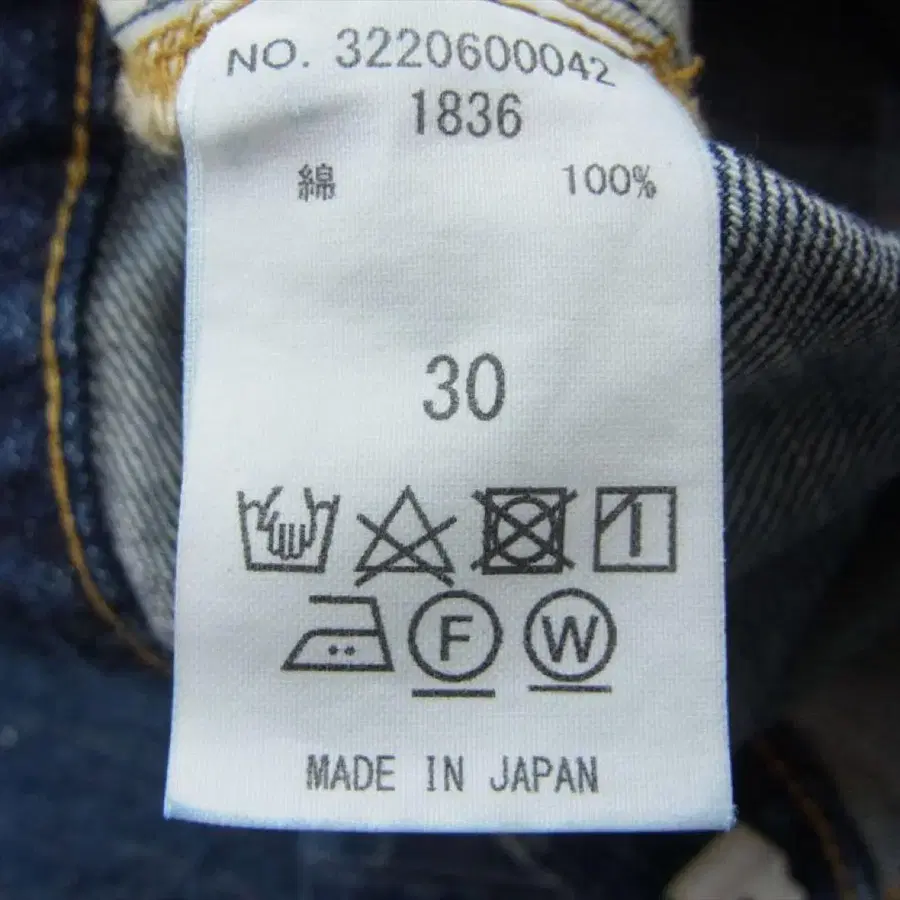 NO. 3220600042
1836
綿 100%
30
F W
MADE IN JAPAN